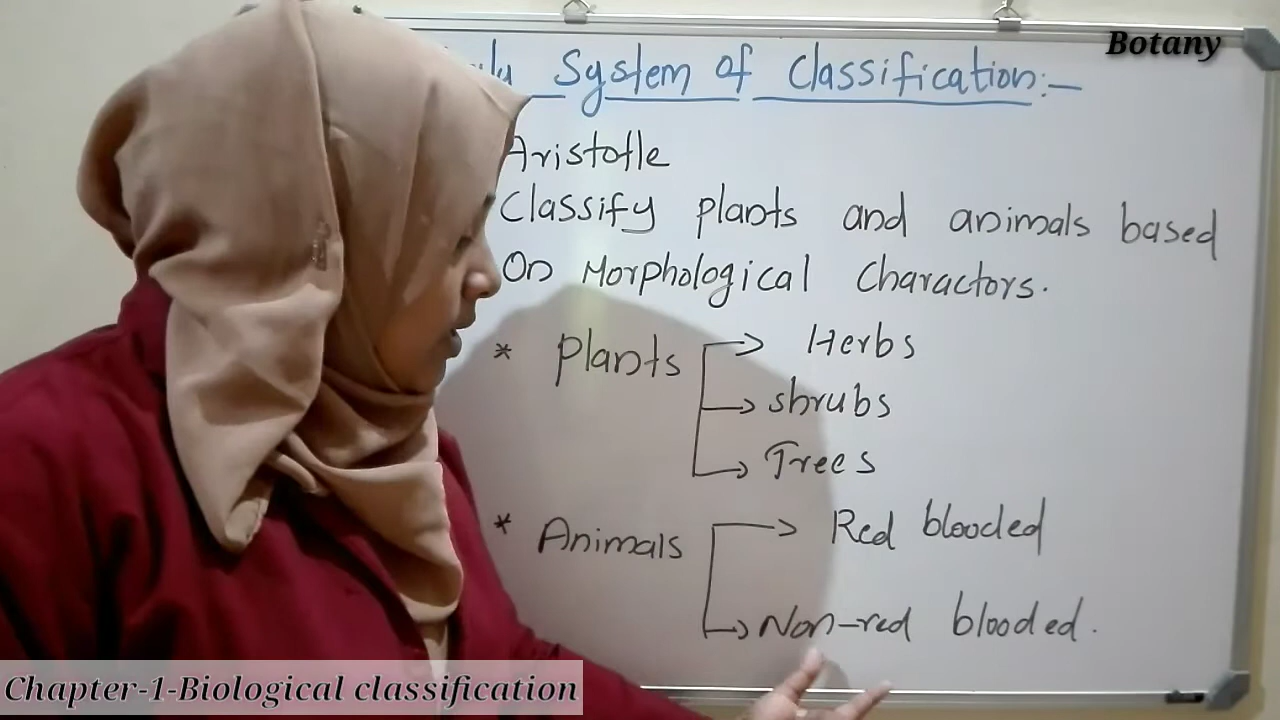 Botany
System of Classification:-
Aristotle
Classify plants and animals based
On Morphological Charactors.
* Plants → Herbs
→ shrubs
→ Trees
* Animals → Red blooded
→ Non-red blooded.
Chapter-1-Biological classification